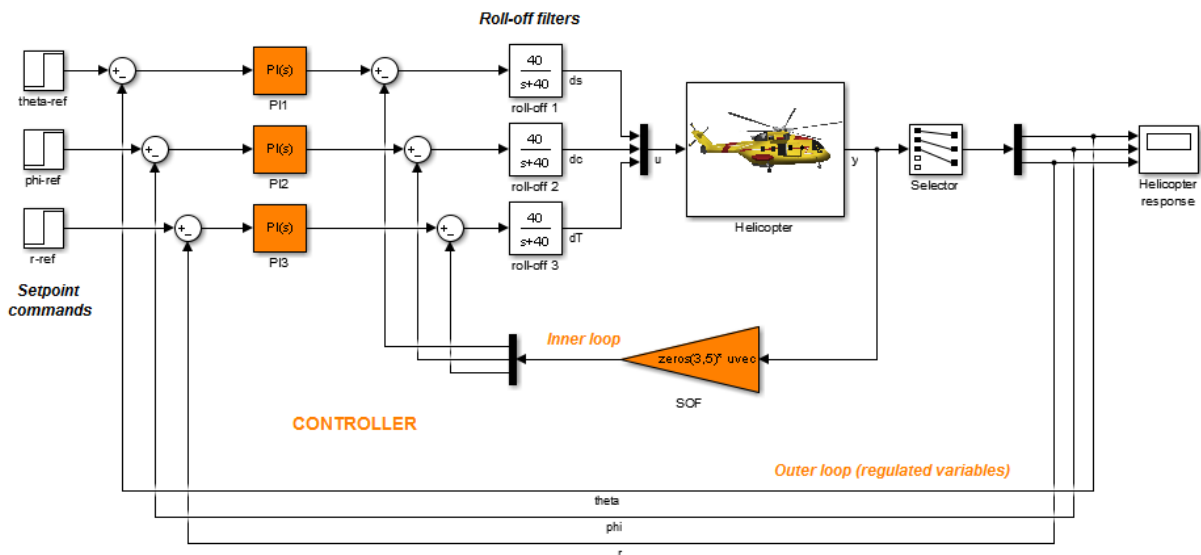 Roll-off filters
theta-ref
PI(s)
PI1
40
s+40
roll-off 1
ds
phi-ref
PI(s)
PI2
40
s+40
roll-off 2
dc
u
Helicopter
y
Selector
Helicopter
response
r-ref
PI(s)
PI3
40
s+40
roll-off 3
dT
Setpoint
commands
Inner loop
zeros(3,5)* uvec
SOF
CONTROLLER
Outer loop (regulated variables)
theta
phi
r